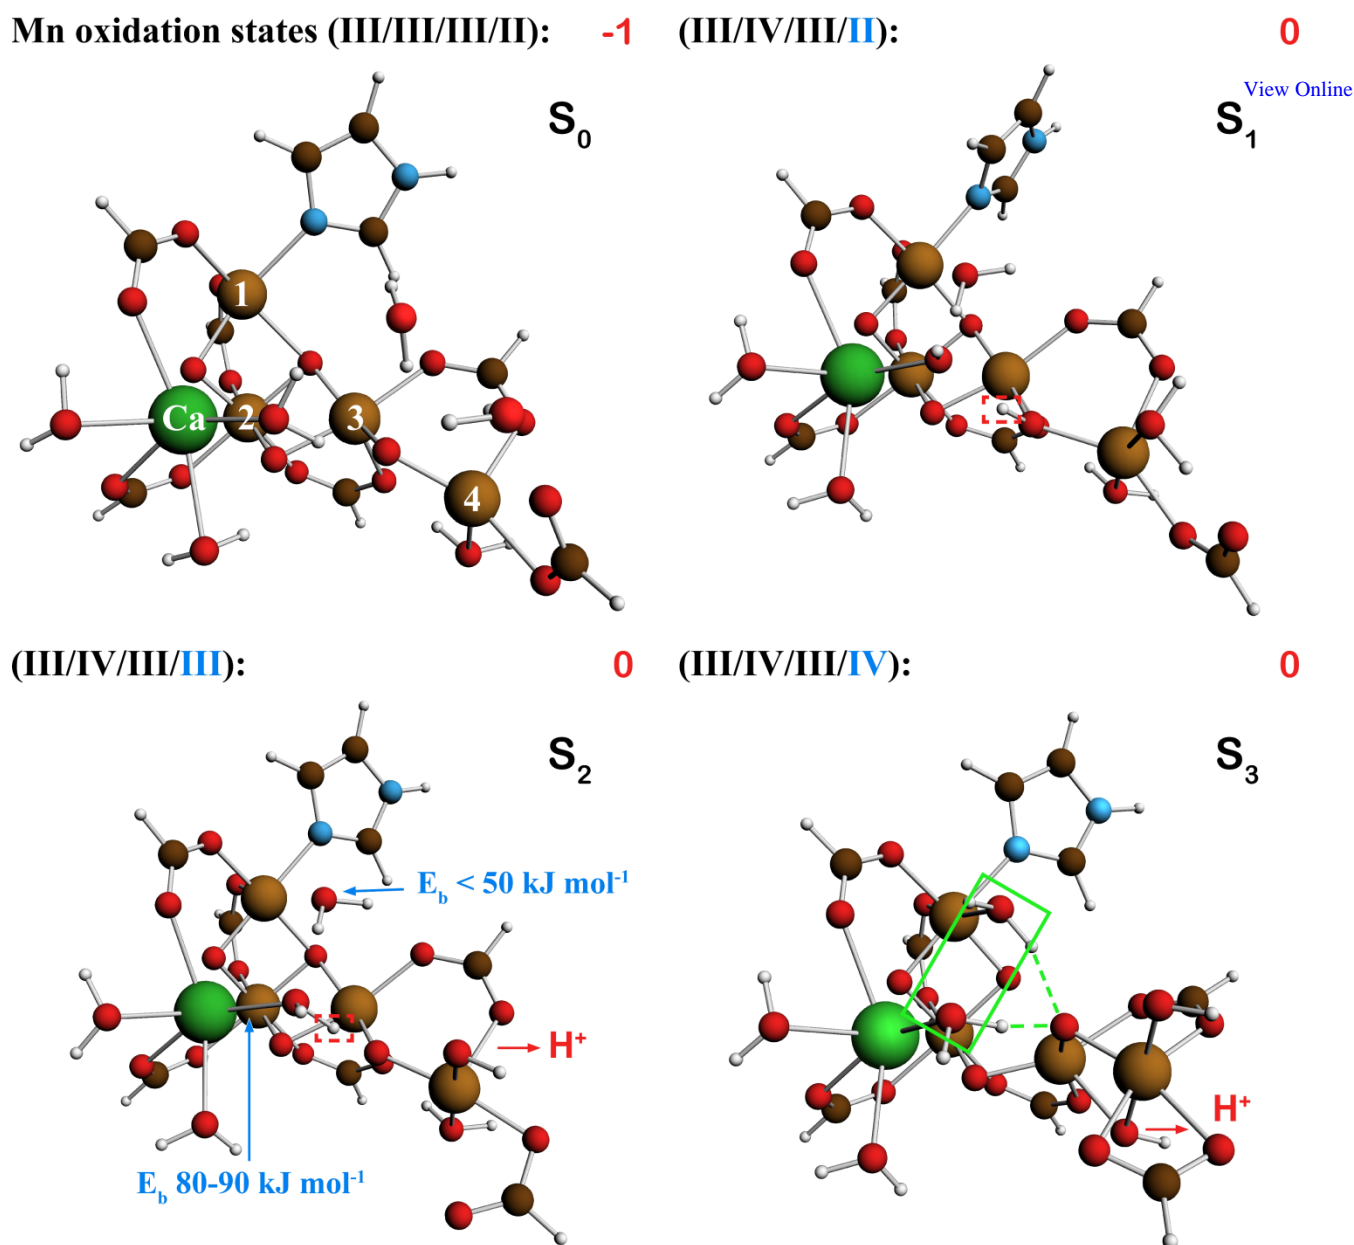 Mn oxidation states (III/III/III/II): -1
(III/IV/III/II): 0
View Online
S0
S1
1
Ca
2
3
4
(III/IV/III/III): 0
(III/IV/III/IV): 0
S2
S3
Eb < 50 kJ mol-1
H+
Eb 80-90 kJ mol-1
H+